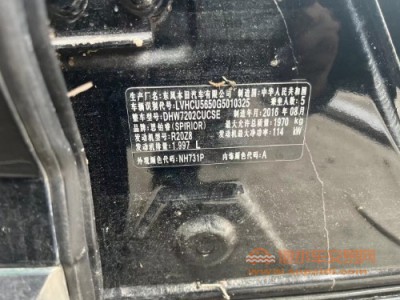 生产厂名:东风本田汽车有限公司 制造国:中华人民共和国
车辆识别代号:LVHCU5650G5010325 乘坐人数:5
整车型号:DHW7202CUCSE 制造年月:2016 年 08月
品牌:思铂睿(SPIRIOR) 最大允许总质量:1970 kg
发动机型号:R20Z8 发动机最大净功率:114 kW
发动机排量:1.997 L
外观颜色代码:NH731P 内饰颜色代码:A